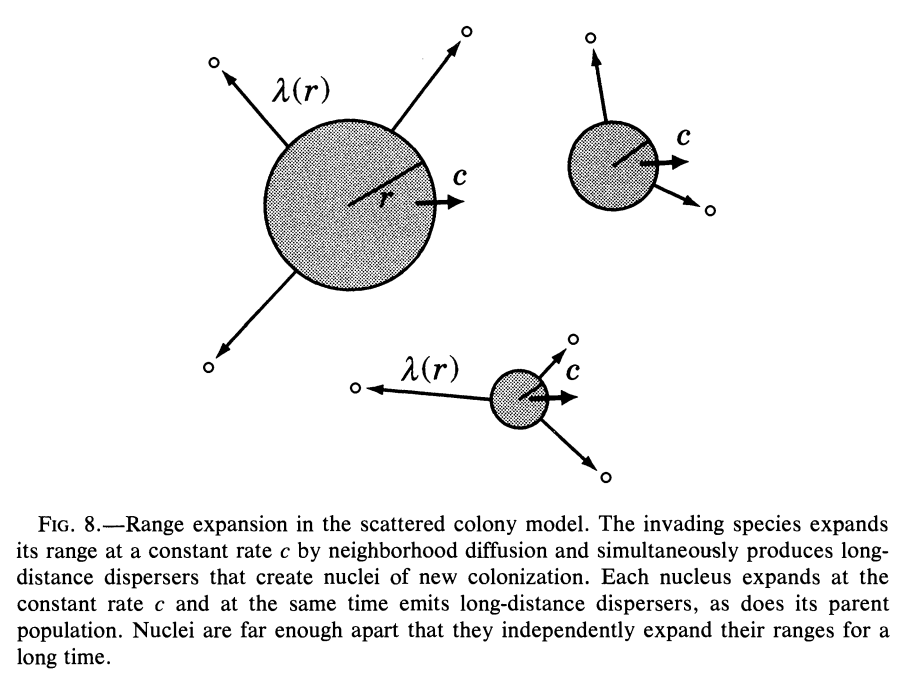 λ(r)
c
r
c
λ(r)
c
FIG. 8.—Range expansion in the scattered colony model. The invading species expands
its range at a constant rate c by neighborhood diffusion and simultaneously produces long-
distance dispersers that create nuclei of new colonization. Each nucleus expands at the
constant rate c and at the same time emits long-distance dispersers, as does its parent
population. Nuclei are far enough apart that they independently expand their ranges for a
long time.